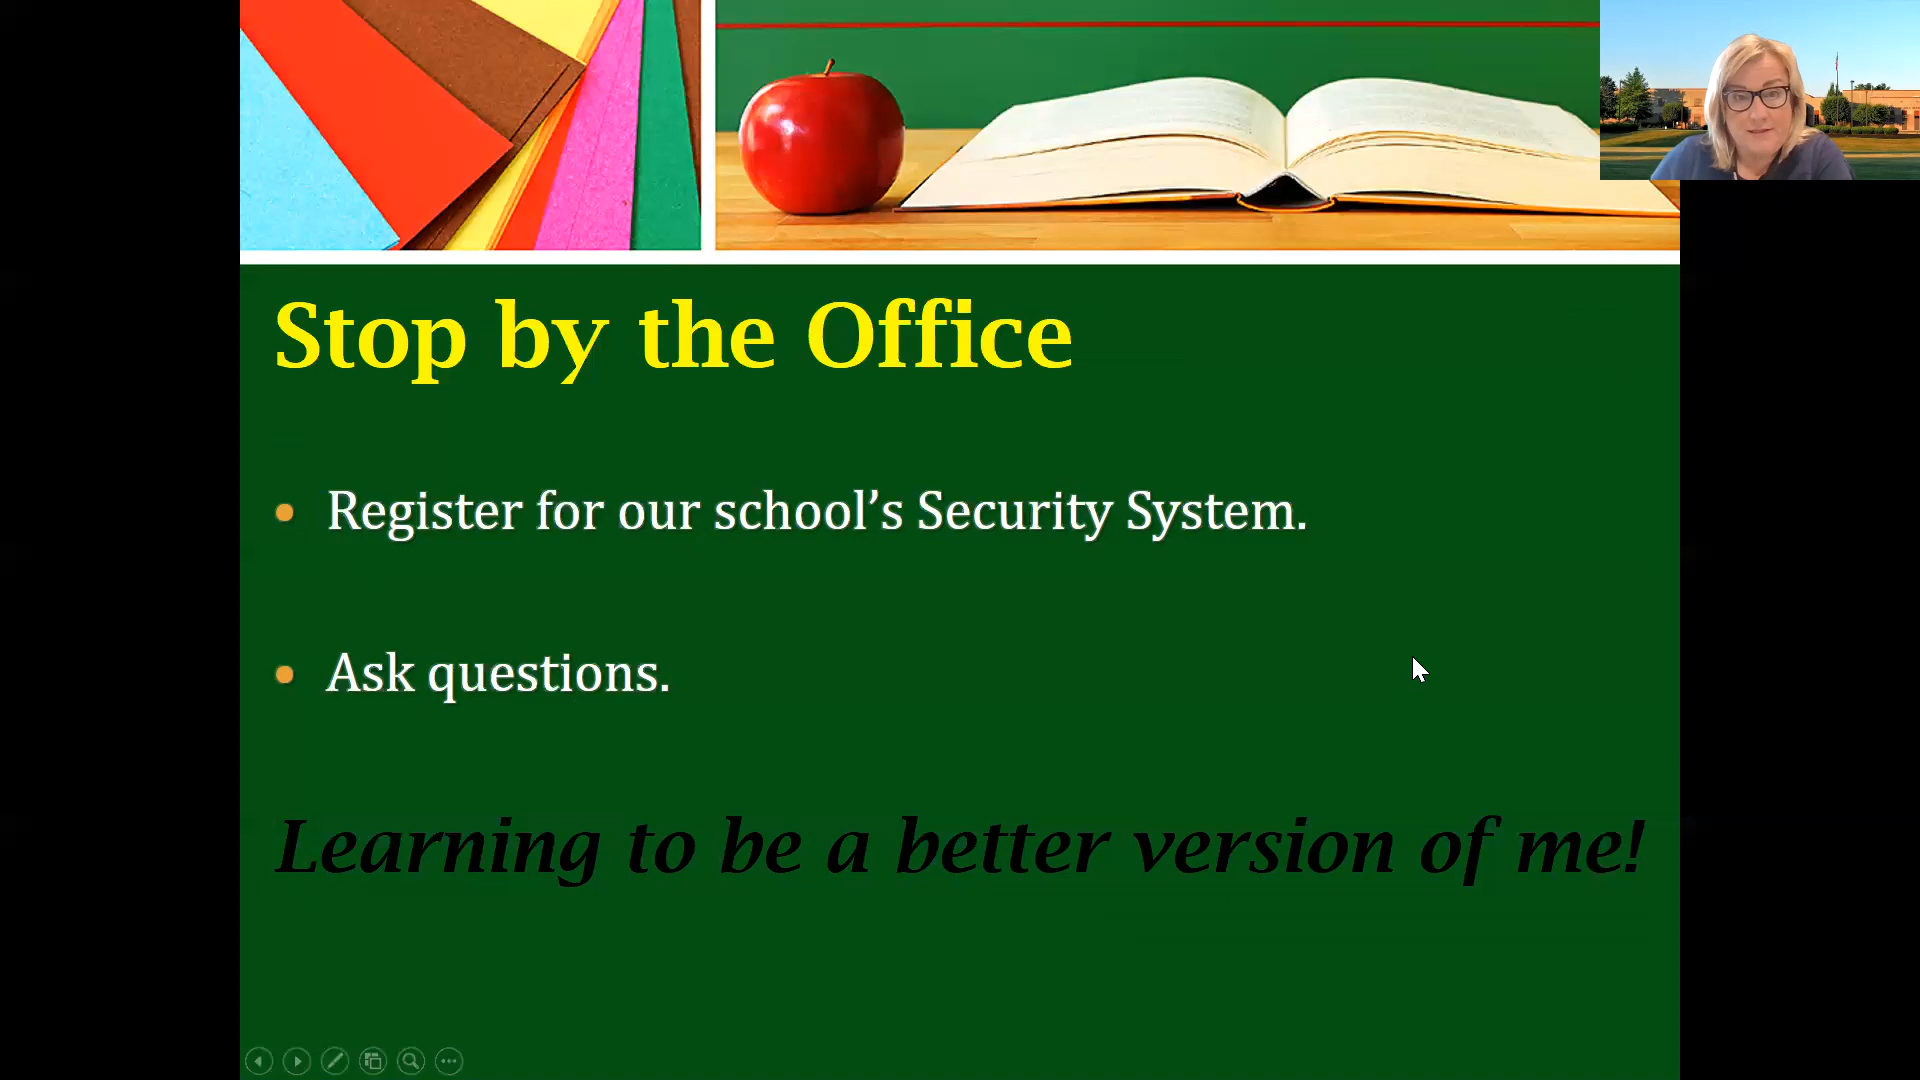 Stop by the Office
Register for our school’s Security System.
Ask questions.
Learning to be a better version of me!